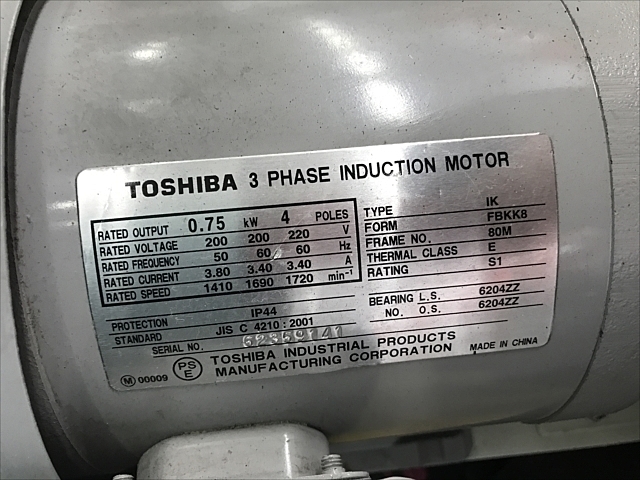 TOSHIBA 3 PHASE INDUCTION MOTOR
RATED OUTPUT 0.75 kW 4 POLES
RATED VOLTAGE 200 200 220 V
RATED FREQUENCY 50 60 60 Hz
RATED CURRENT 3.80 3.40 3.40 A
RATED SPEED 1410 1690 1720 min⁻¹
TYPE IK
FORM FBKK8
FRAME NO. 80M
THERMAL CLASS E
RATING S1
PROTECTION IP44
STANDARD JIS C 4210 : 2001
SERIAL NO.
BEARING L.S. 6204ZZ
NO. O.S. 6204ZZ
M 00009 PS E
TOSHIBA INDUSTRIAL PRODUCTS
MANUFACTURING CORPORATION
MADE IN CHINA